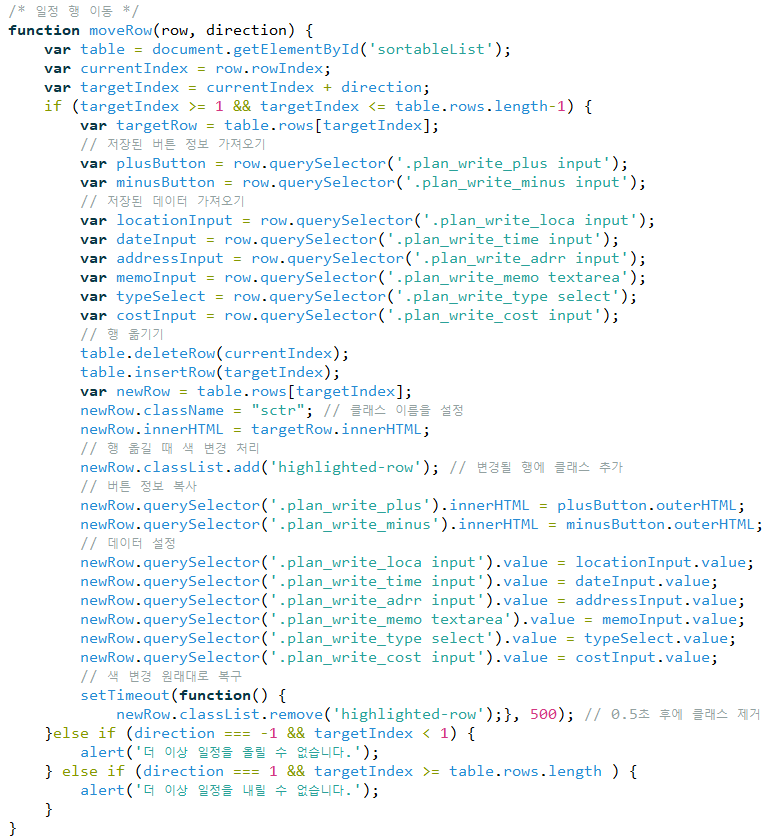 /* 일정 행 이동 */
function moveRow(row, direction) {
    var table = document.getElementById('sortableList');
    var currentIndex = row.rowIndex;
    var targetIndex = currentIndex + direction;
    if (targetIndex >= 1 && targetIndex <= table.rows.length-1) {
        var targetRow = table.rows[targetIndex];
        // 저장된 버튼 정보 가져오기
        var plusButton = row.querySelector('.plan_write_plus input');
        var minusButton = row.querySelector('.plan_write_minus input');
        // 저장된 데이터 가져오기
        var locationInput = row.querySelector('.plan_write_loca input');
        var dateInput = row.querySelector('.plan_write_time input');
        var addressInput = row.querySelector('.plan_write_adrr input');
        var memoInput = row.querySelector('.plan_write_memo textarea');
        var typeSelect = row.querySelector('.plan_write_type select');
        var costInput = row.querySelector('.plan_write_cost input');
        // 행 옮기기
        table.deleteRow(currentIndex);
        table.insertRow(targetIndex);
        var newRow = table.rows[targetIndex];
        newRow.className = "sctr"; // 클래스 이름을 설정
        newRow.innerHTML = targetRow.innerHTML;
        // 행 옮길 때 색 변경 처리
        newRow.classList.add('highlighted-row'); // 변경될 행에 클래스 추가
        // 버튼 정보 복사
        newRow.querySelector('.plan_write_plus').innerHTML = plusButton.outerHTML;
        newRow.querySelector('.plan_write_minus').innerHTML = minusButton.outerHTML;
        // 데이터 설정
        newRow.querySelector('.plan_write_loca input').value = locationInput.value;
        newRow.querySelector('.plan_write_time input').value = dateInput.value;
        newRow.querySelector('.plan_write_adrr input').value = addressInput.value;
        newRow.querySelector('.plan_write_memo textarea').value = memoInput.value;
        newRow.querySelector('.plan_write_type select').value = typeSelect.value;
        newRow.querySelector('.plan_write_cost input').value = costInput.value;
        // 색 변경 원래대로 복구
        setTimeout(function() {
            newRow.classList.remove('highlighted-row');}, 500); // 0.5초 후에 클래스 제거
    }else if (direction === -1 && targetIndex < 1) {
        alert('더 이상 일정을 올릴 수 없습니다.');
    } else if (direction === 1 && targetIndex >= table.rows.length ) {
        alert('더 이상 일정을 내릴 수 없습니다.');
    }
}